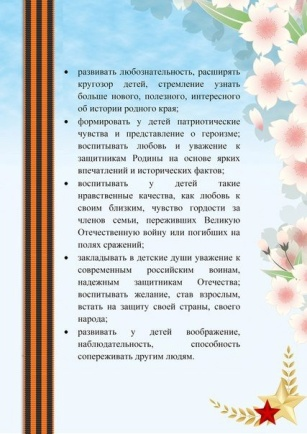 • развивать любознательность, расширять
кругозор детей, стремление узнать
больше нового, полезного, интересного
об истории родного края;
• формировать у детей патриотические
чувства и представление о героизме;
воспитывать любовь и уважение к
защитникам Родины на основе ярких
впечатлений и исторических фактов;
• воспитывать у детей такие
нравственные качества, как любовь к
своим близким, чувство гордости за
членов семьи, переживших Великую
Отечественную войну или погибших на
полях сражений;
• закладывать в детские души уважение к
современным российским воинам,
надежным защитникам Отечества;
воспитывать желание, став взрослым,
встать на защиту своей страны, своего
народа;
• развивать у детей воображение,
наблюдательность, способность
сопереживать другим людям.